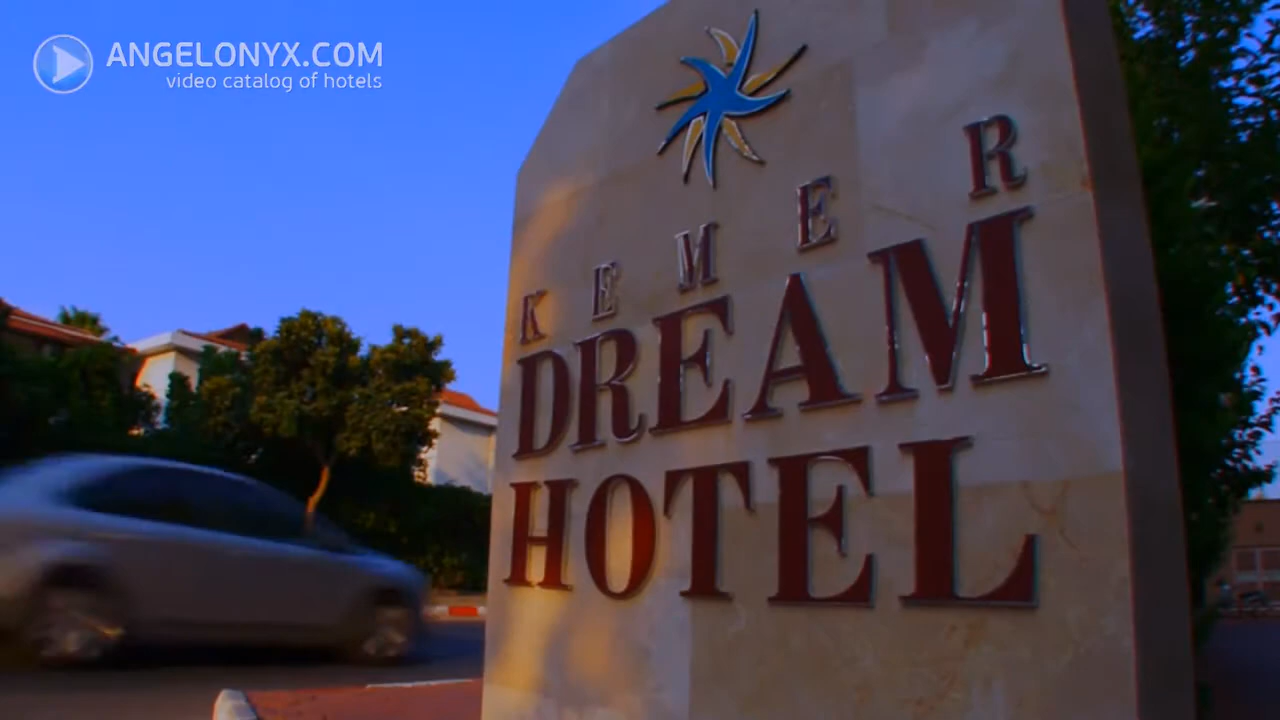 ANGELONYX.COM
video catalog of hotels
KEMER
DREAM
HOTEL